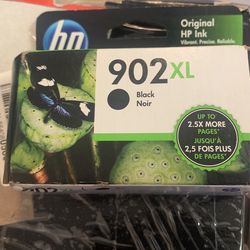 hp
Original
HP Ink
Vibrant. Precise. Reliable.
902XL
Black
Noir
UP TO
2.5X MORE
PAGES*
JUSQU'À
2,5 FOIS PLUS
DE PAGES*
902XL